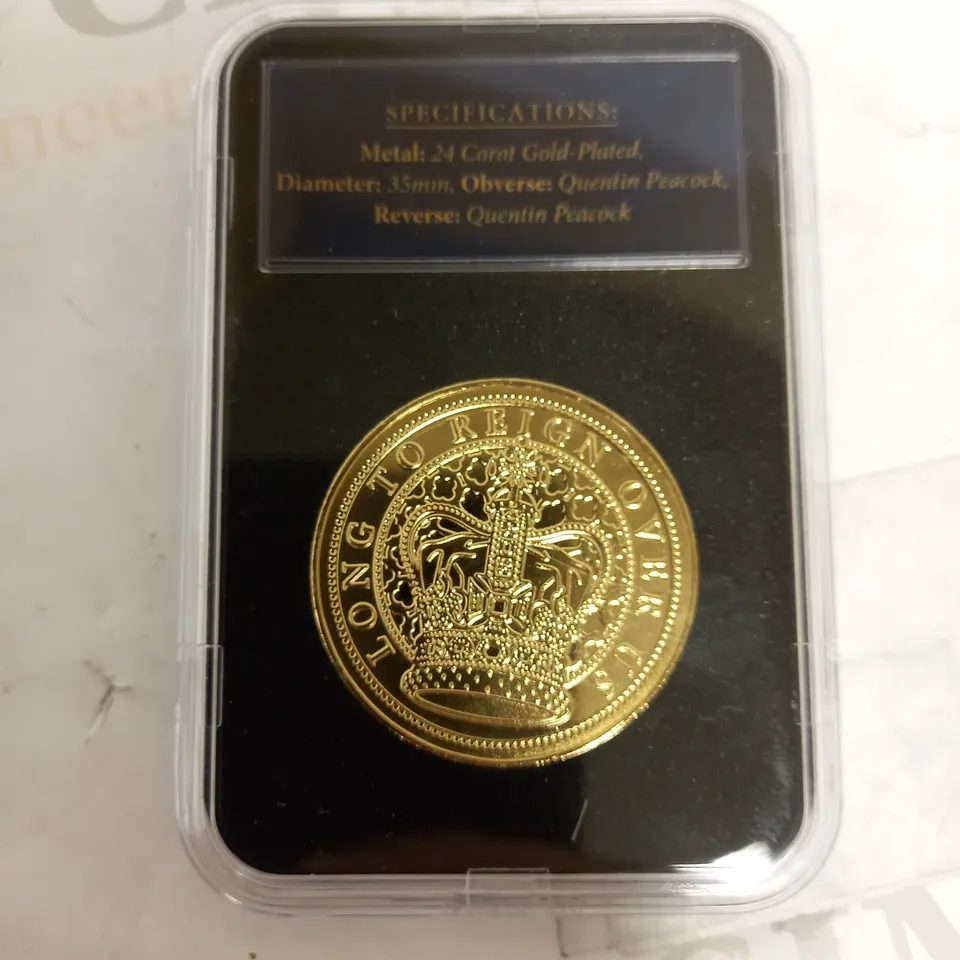 SPECIFICATIONS:
Metal: 24 Carat Gold-Plated,
Diameter: 35mm, Obverse: Quentin Peacock,
Reverse: Quentin Peacock
LONG TO REIGN OVER US